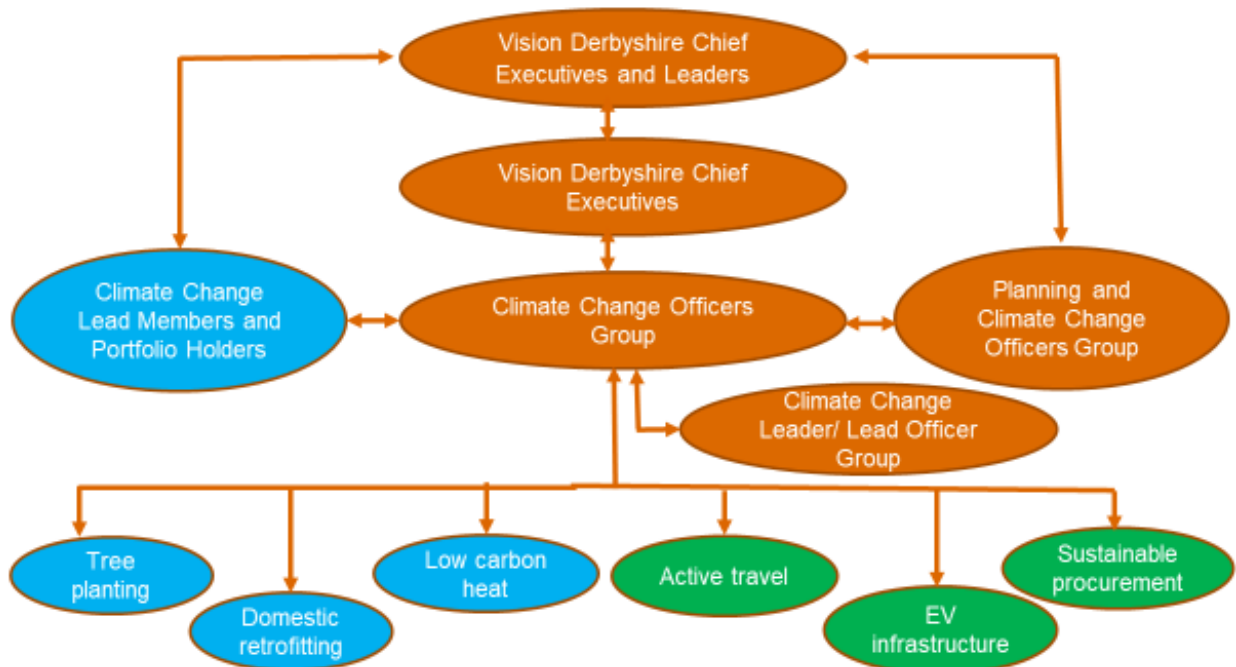 Vision Derbyshire Chief
Executives and Leaders
Vision Derbyshire Chief
Executives
Climate Change
Lead Members and
Portfolio Holders
Climate Change Officers
Group
Planning and
Climate Change
Officers Group
Climate Change
Leader/ Lead Officer
Group
Tree
planting
Domestic
retrofitting
Low carbon
heat
Active travel
EV
infrastructure
Sustainable
procurement